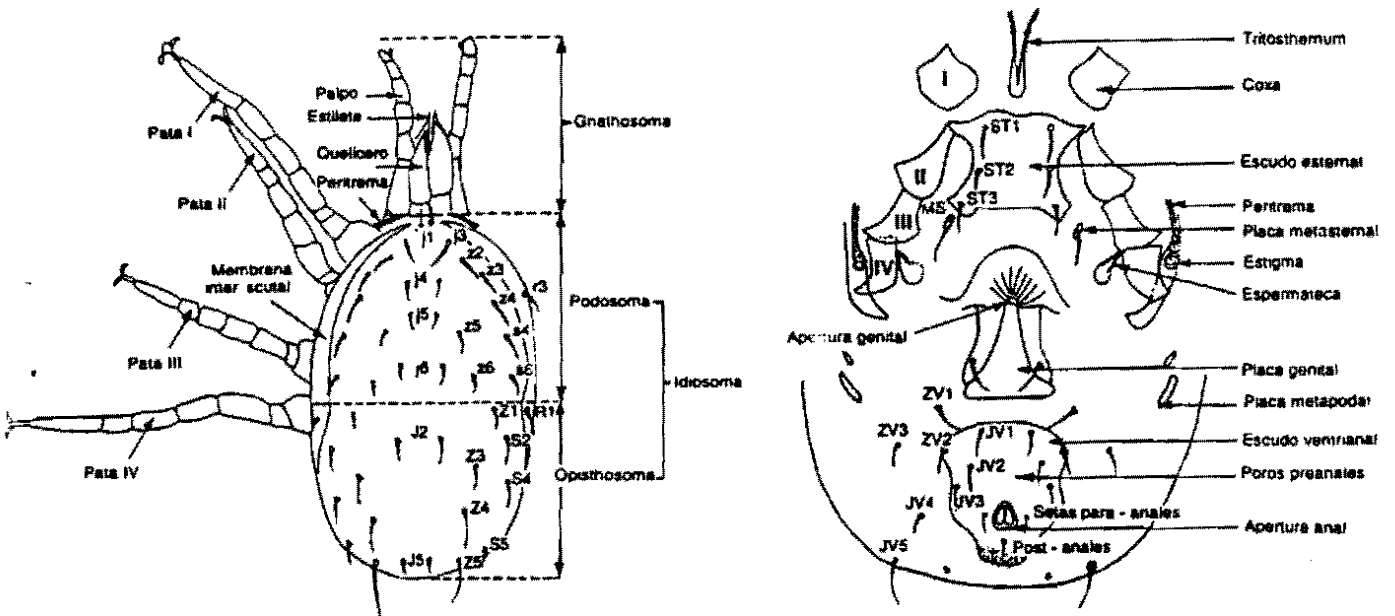 Palpo
Estilete
Quelicero
Peritrema
Pata I
Pata II
Membrana
inter scutal
Pata III
Pata IV
Gnathosoma
Podosoma
Idiosoma
Opisthosoma
j1
j3
z2
z3
j4
z4
r3
j5
z5
s4
j6
z6
s6
Z1
R1
J2
S2
Z3
S4
Z4
S5
J5
Z5
Tritosthemum
I
Coxa
ST1
II
ST2
Escudo esternal
ST3
MS
III
Peritrema
Placa metasternal
IV
Estigma
Espermateca
Apertura genital
Placa genital
ZV1
Placa metapodal
ZV3
ZV2
JV1
Escudo ventrianal
JV2
Poros preanales
JV4
JV3
Setas para - anales
Apertura anal
JV5
Post - anales